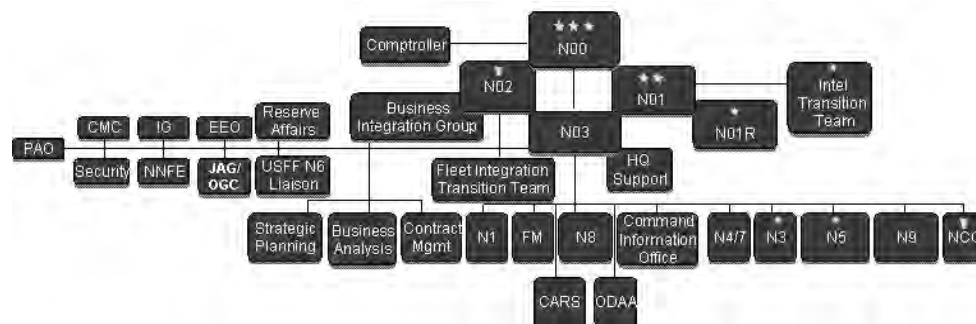 N00
Comptroller
N02
N01
Intel
Transition
Team
Business
Integration Group
N01R
Reserve
Affairs
CMC
IG
EEO
N03
PAO
Security
NNFE
JAG/
OGC
USFF N6
Liaison
Fleet Integration
Transition Team
HQ
Support
Strategic
Planning
Business
Analysis
Contract
Mgmt
N1
FM
N8
Command
Information
Office
N4/7
N3
N5
N9
CARS
ODAA